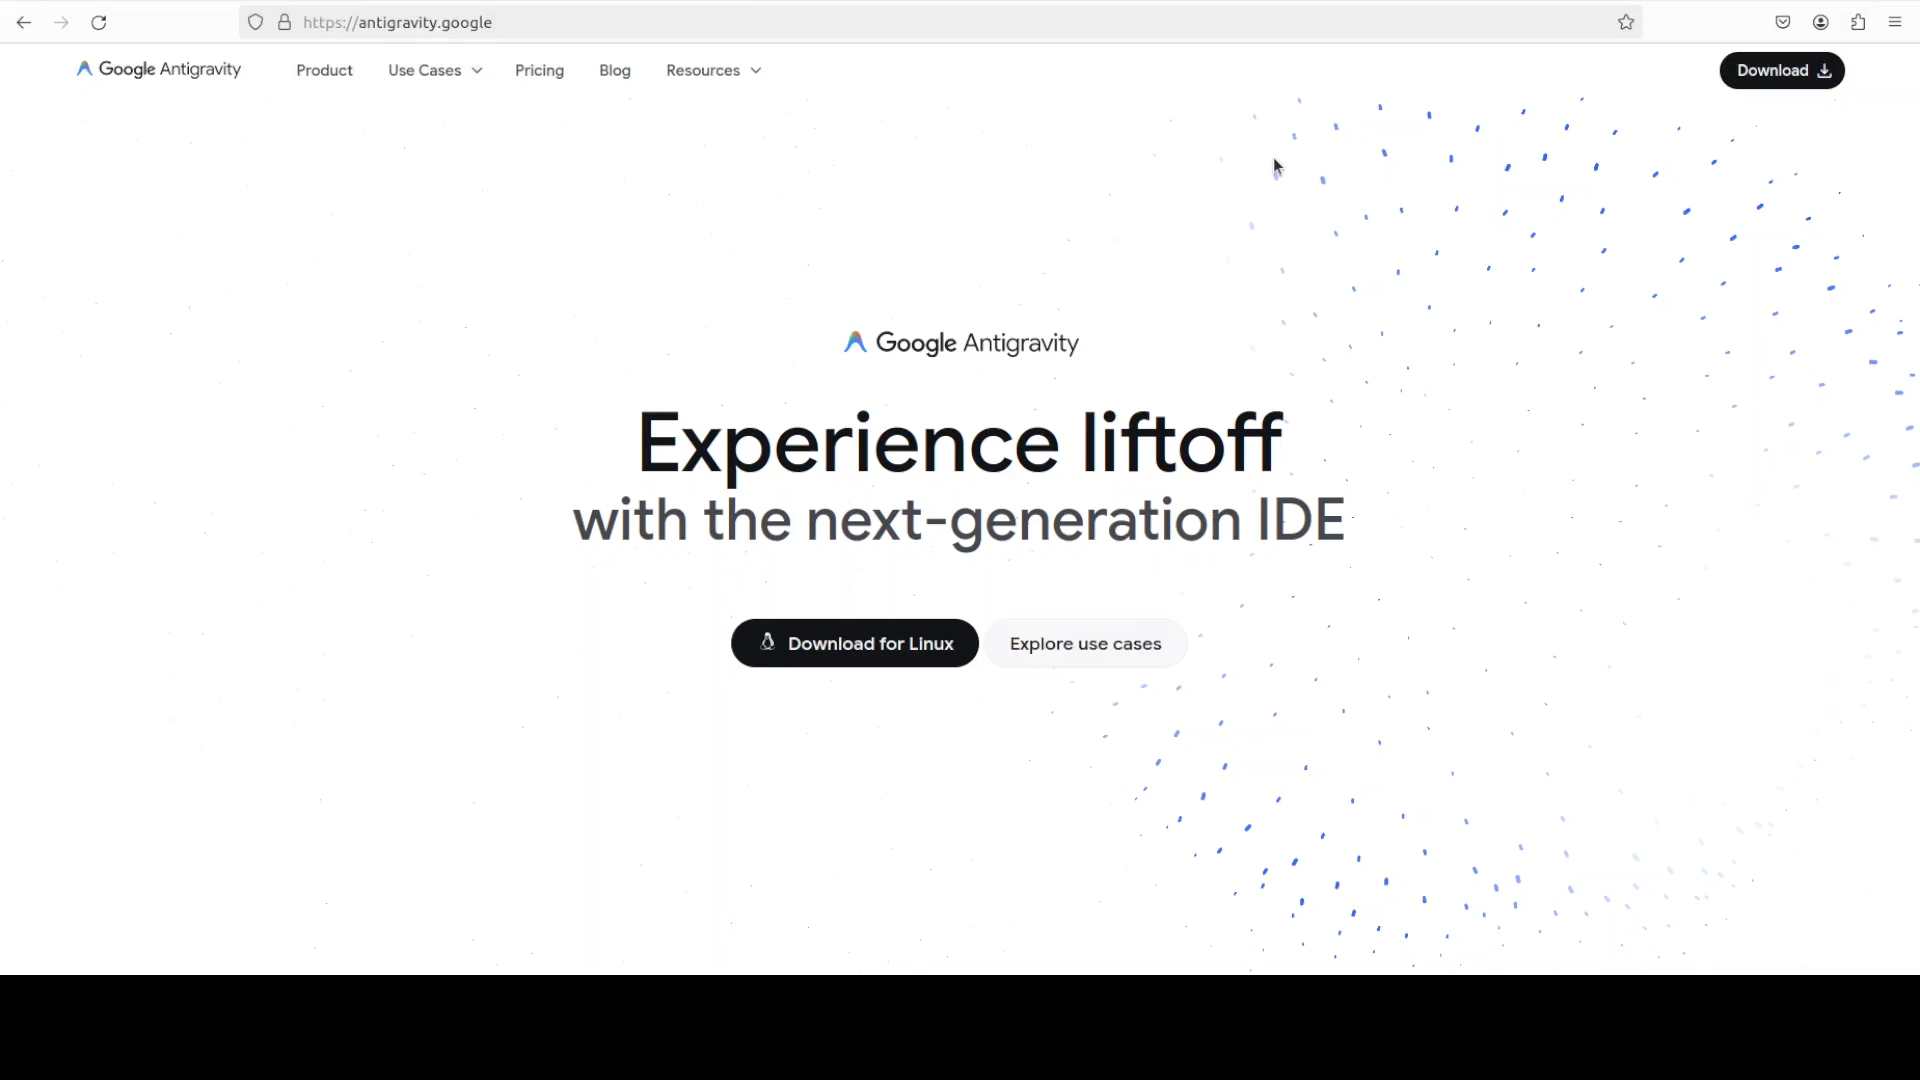 https://antigravity.google
Google Antigravity
Product
Use Cases
Pricing
Blog
Resources
Download
Google Antigravity
Experience liftoff
with the next-generation IDE
Download for Linux
Explore use cases